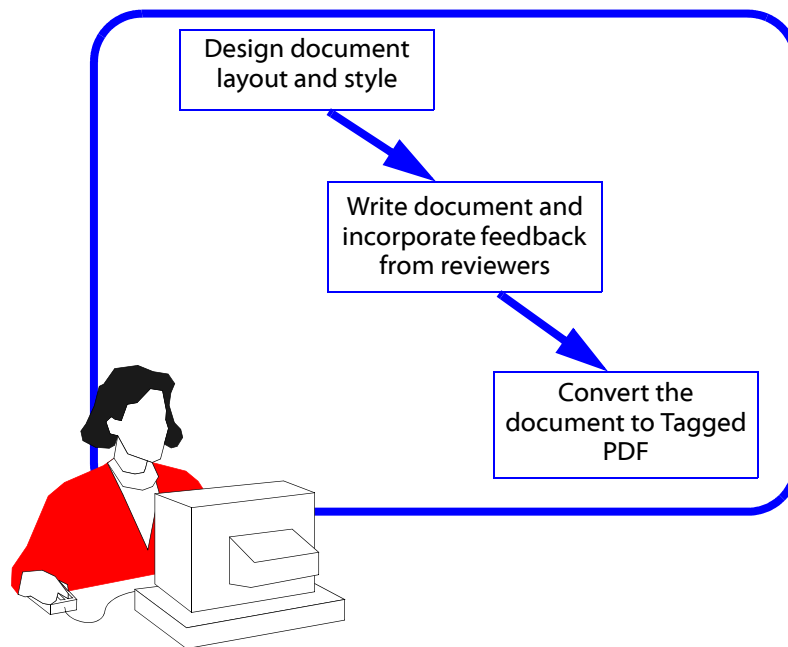 Design document
layout and style
Write document and
incorporate feedback
from reviewers
Convert the
document to Tagged
PDF